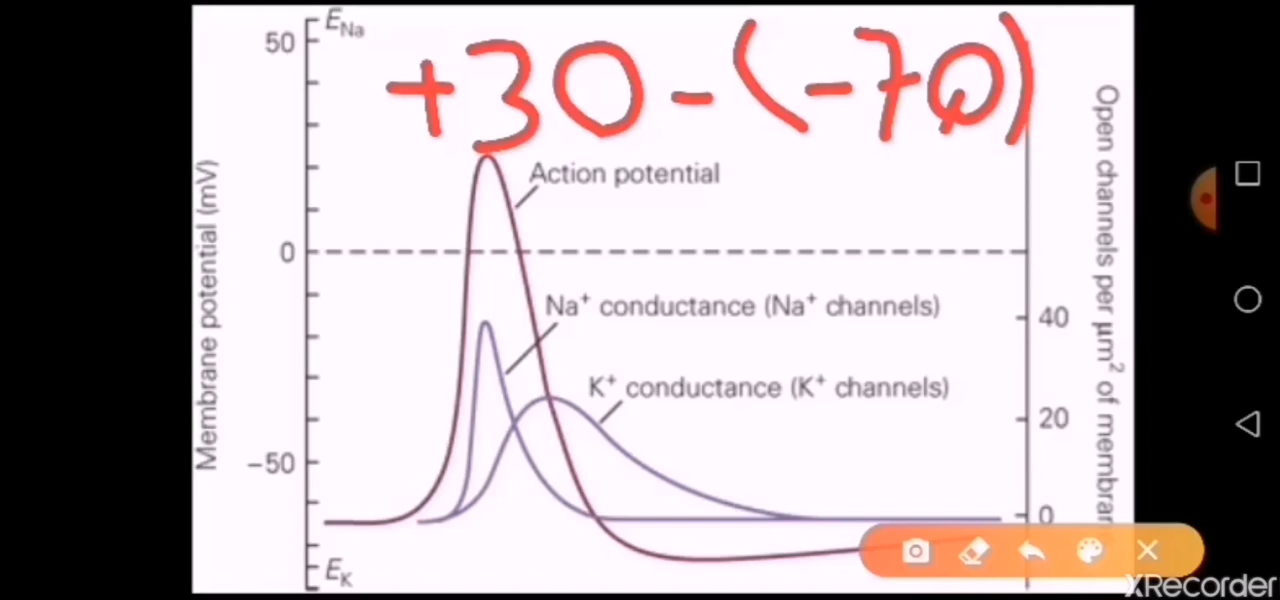 E_Na
50
+30-(-70)
Action potential
Membrane potential (mV)
0
Na⁺ conductance (Na⁺ channels)
40
K⁺ conductance (K⁺ channels)
20
-50
0
E_K
Open channels per μm² of membran
XRecorder